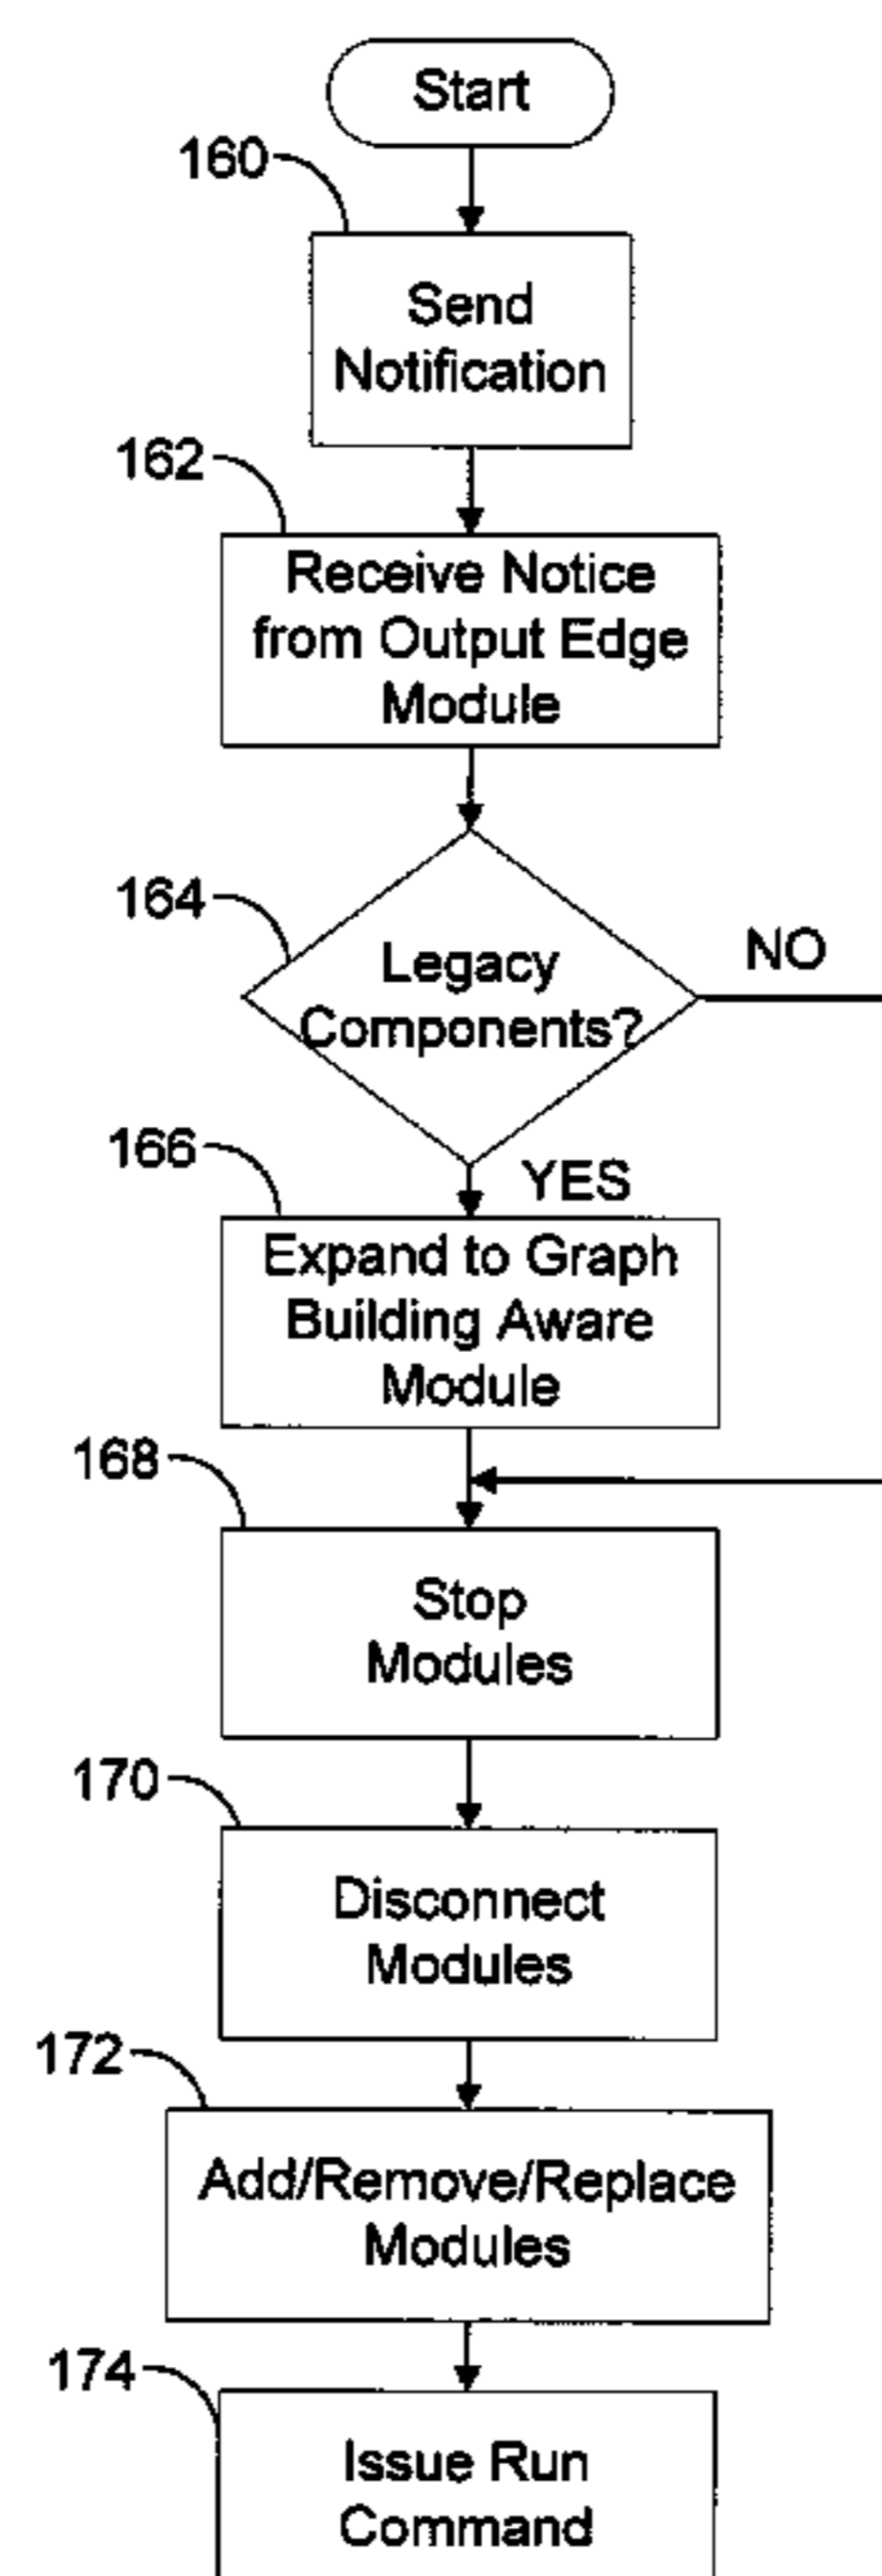 Start
160
Send
Notification
162
Receive Notice
from Output Edge
Module
164
Legacy
Components?
NO
YES
166
Expand to Graph
Building Aware
Module
168
Stop
Modules
170
Disconnect
Modules
172
Add/Remove/Replace
Modules
174
Issue Run
Command